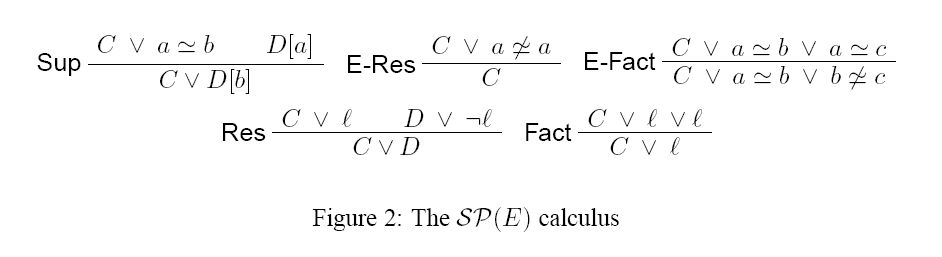 Sup C ∨ a ≃ b D[a] / C ∨ D[b] E-Res C ∨ a ≄ a / C E-Fact C ∨ a ≃ b ∨ a ≃ c / C ∨ a ≃ b ∨ b ≄ c
Res C ∨ ℓ D ∨ ¬ℓ / C ∨ D Fact C ∨ ℓ ∨ ℓ / C ∨ ℓ
Figure 2: The 𝒮𝒫(E) calculus